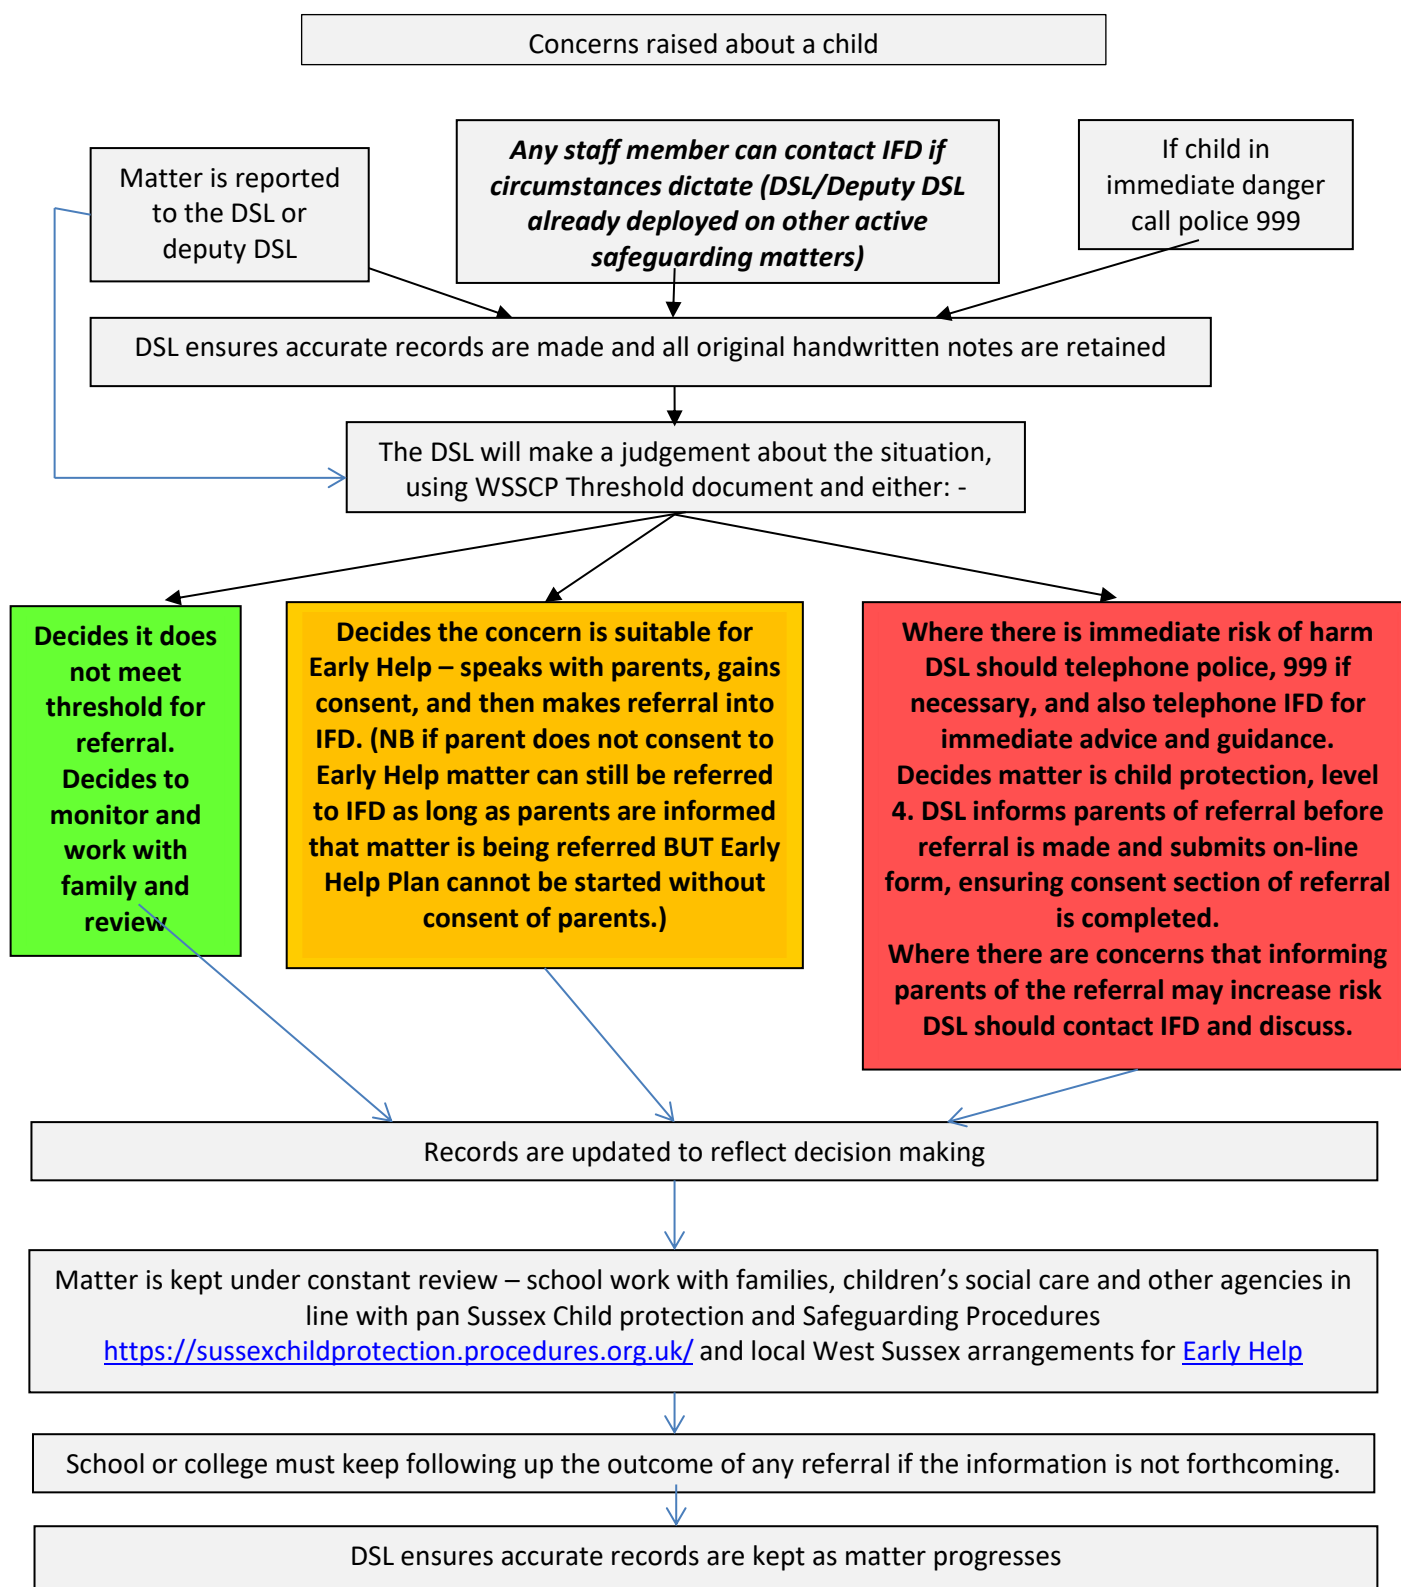 Concerns raised about a child
Matter is reported
to the DSL or
deputy DSL
Any staff member can contact IFD if
circumstances dictate (DSL/Deputy DSL
already deployed on other active
safeguarding matters)
If child in
immediate danger
call police 999
DSL ensures accurate records are made and all original handwritten notes are retained
The DSL will make a judgement about the situation,
using WSSCP Threshold document and either: -
Decides it does
not meet
threshold for
referral.
Decides to
monitor and
work with
family and
review
Decides the concern is suitable for
Early Help – speaks with parents, gains
consent, and then makes referral into
IFD. (NB if parent does not consent to
Early Help matter can still be referred
to IFD as long as parents are informed
that matter is being referred BUT Early
Help Plan cannot be started without
consent of parents.)
Where there is immediate risk of harm
DSL should telephone police, 999 if
necessary, and also telephone IFD for
immediate advice and guidance.
Decides matter is child protection, level
4. DSL informs parents of referral before
referral is made and submits on-line
form, ensuring consent section of referral
is completed.
Where there are concerns that informing
parents of the referral may increase risk
DSL should contact IFD and discuss.
Records are updated to reflect decision making
Matter is kept under constant review – school work with families, children’s social care and other agencies in
line with pan Sussex Child protection and Safeguarding Procedures
https://sussexchildprotection.procedures.org.uk/ and local West Sussex arrangements for Early Help
School or college must keep following up the outcome of any referral if the information is not forthcoming.
DSL ensures accurate records are kept as matter progresses